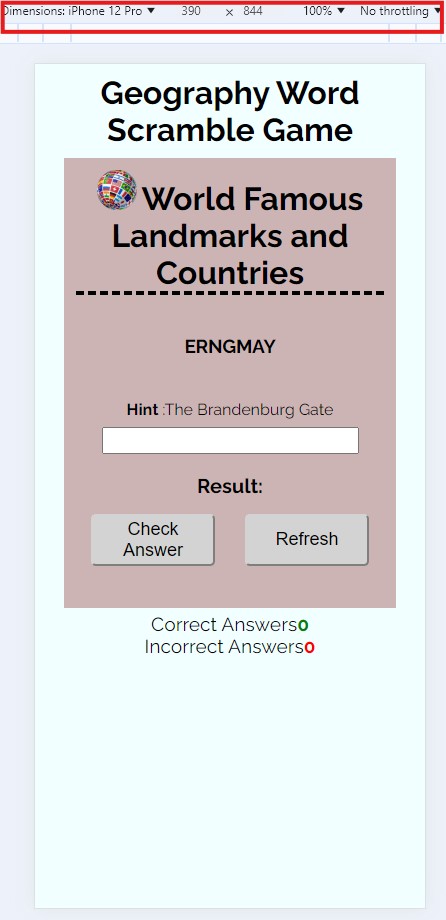 Dimensions: iPhone 12 Pro ▼ 390 × 844 100% ▼ No throttling ▼
Geography Word
Scramble Game
World Famous
Landmarks and
Countries
ERNGMAY
Hint :The Brandenburg Gate
Result:
Check
Answer
Refresh
Correct Answers0
Incorrect Answers0